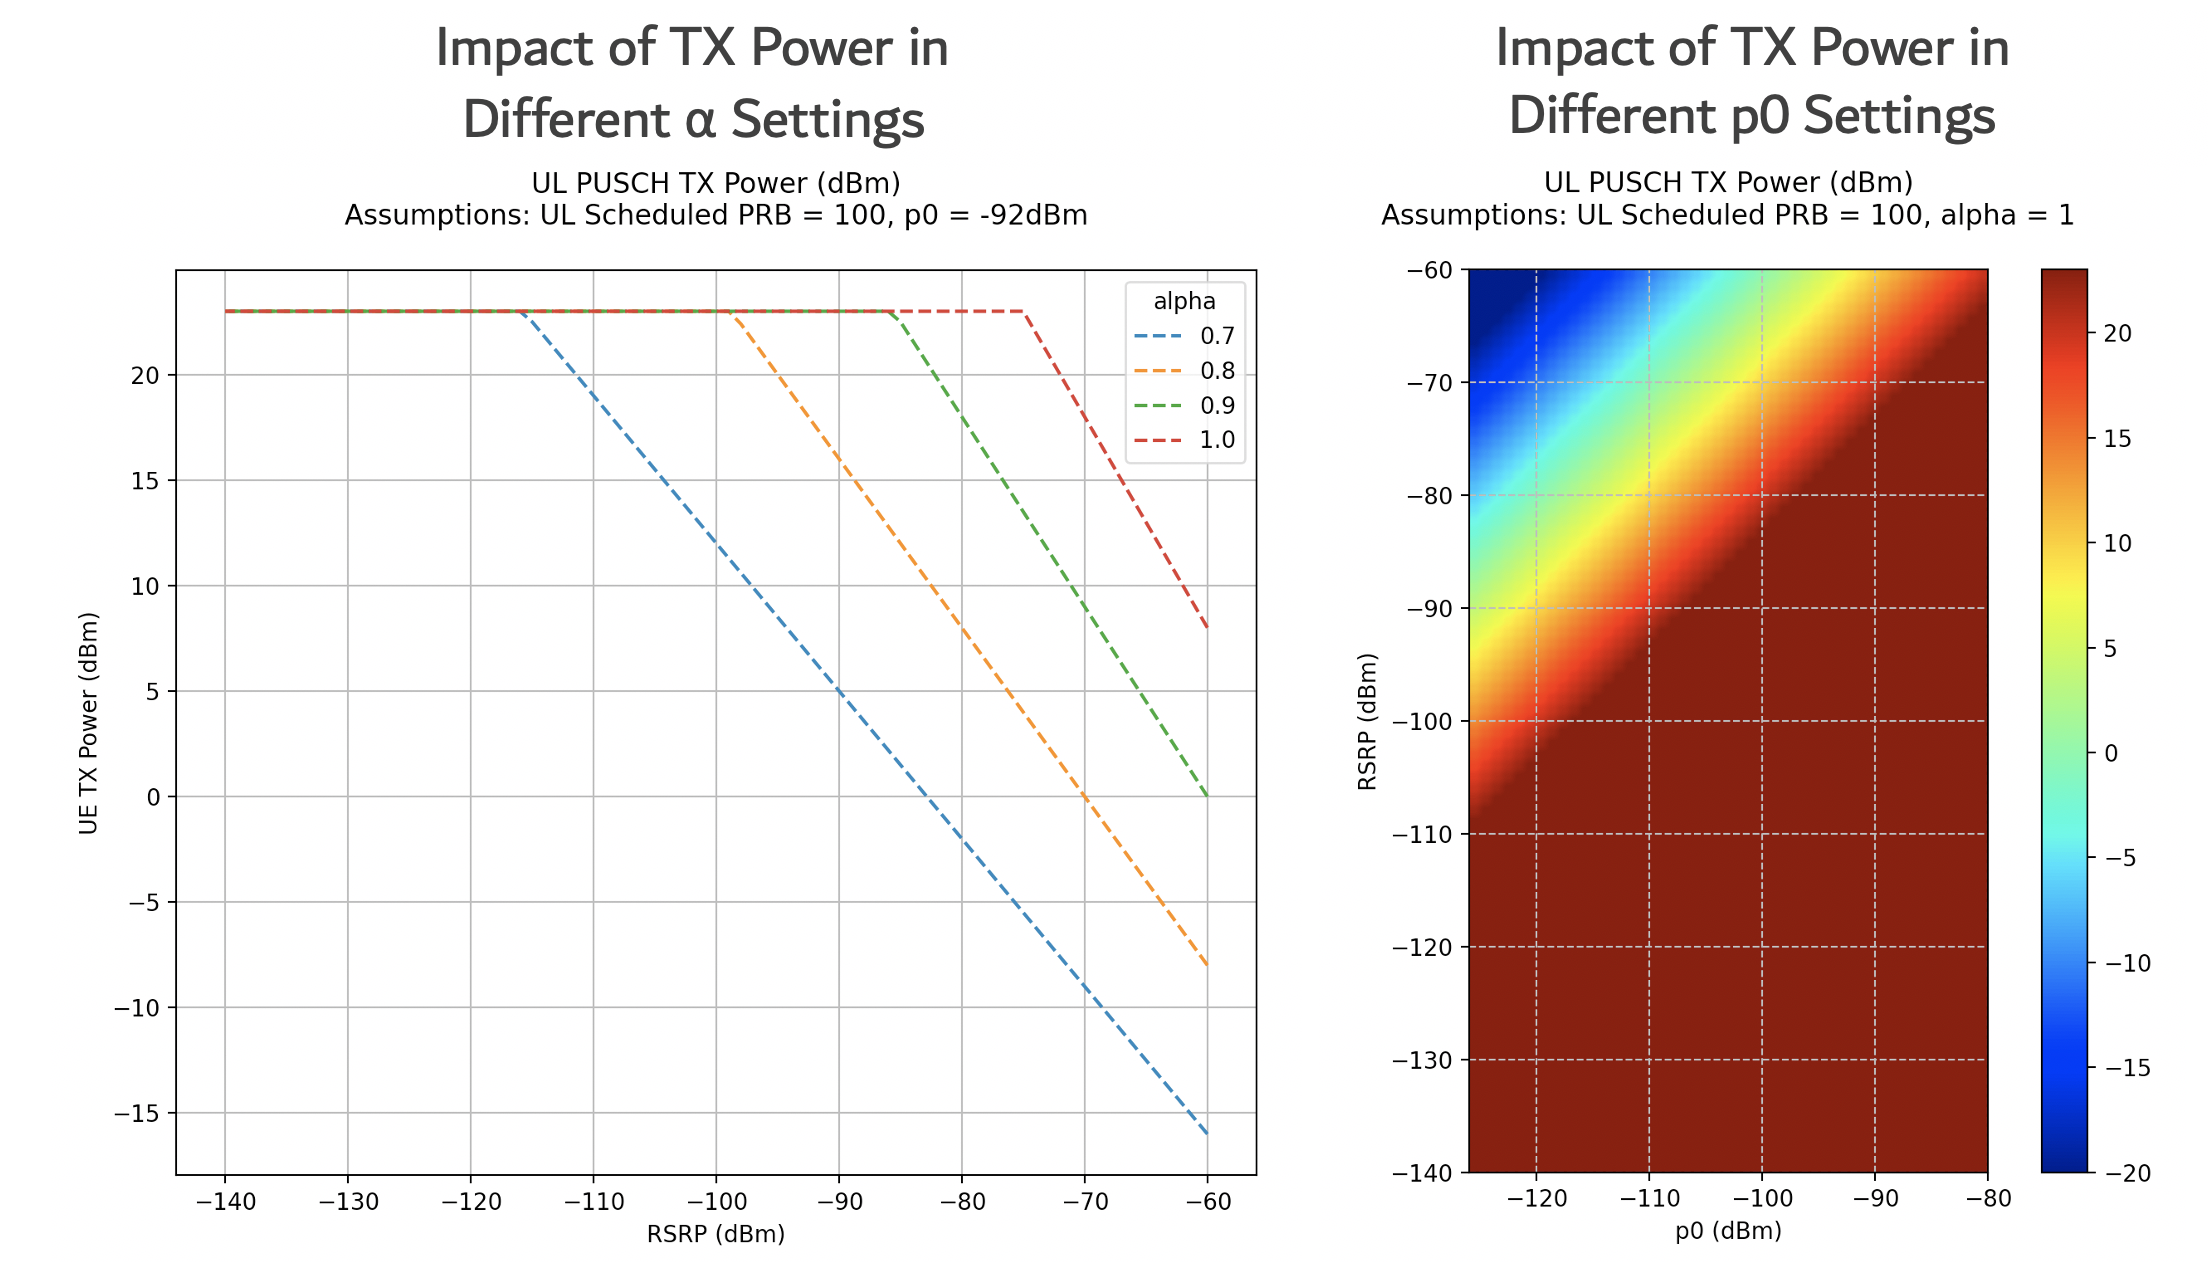 Impact of TX Power in
Different α Settings
UL PUSCH TX Power (dBm)
Assumptions: UL Scheduled PRB = 100, p0 = -92dBm
alpha
0.7
0.8
0.9
1.0
UE TX Power (dBm)
20
15
10
5
0
−5
−10
−15
−140 −130 −120 −110 −100 −90 −80 −70 −60
RSRP (dBm)
Impact of TX Power in
Different p0 Settings
UL PUSCH TX Power (dBm)
Assumptions: UL Scheduled PRB = 100, alpha = 1
RSRP (dBm)
−60
−70
−80
−90
−100
−110
−120
−130
−140
−120 −110 −100 −90 −80
p0 (dBm)
20
15
10
5
0
−5
−10
−15
−20